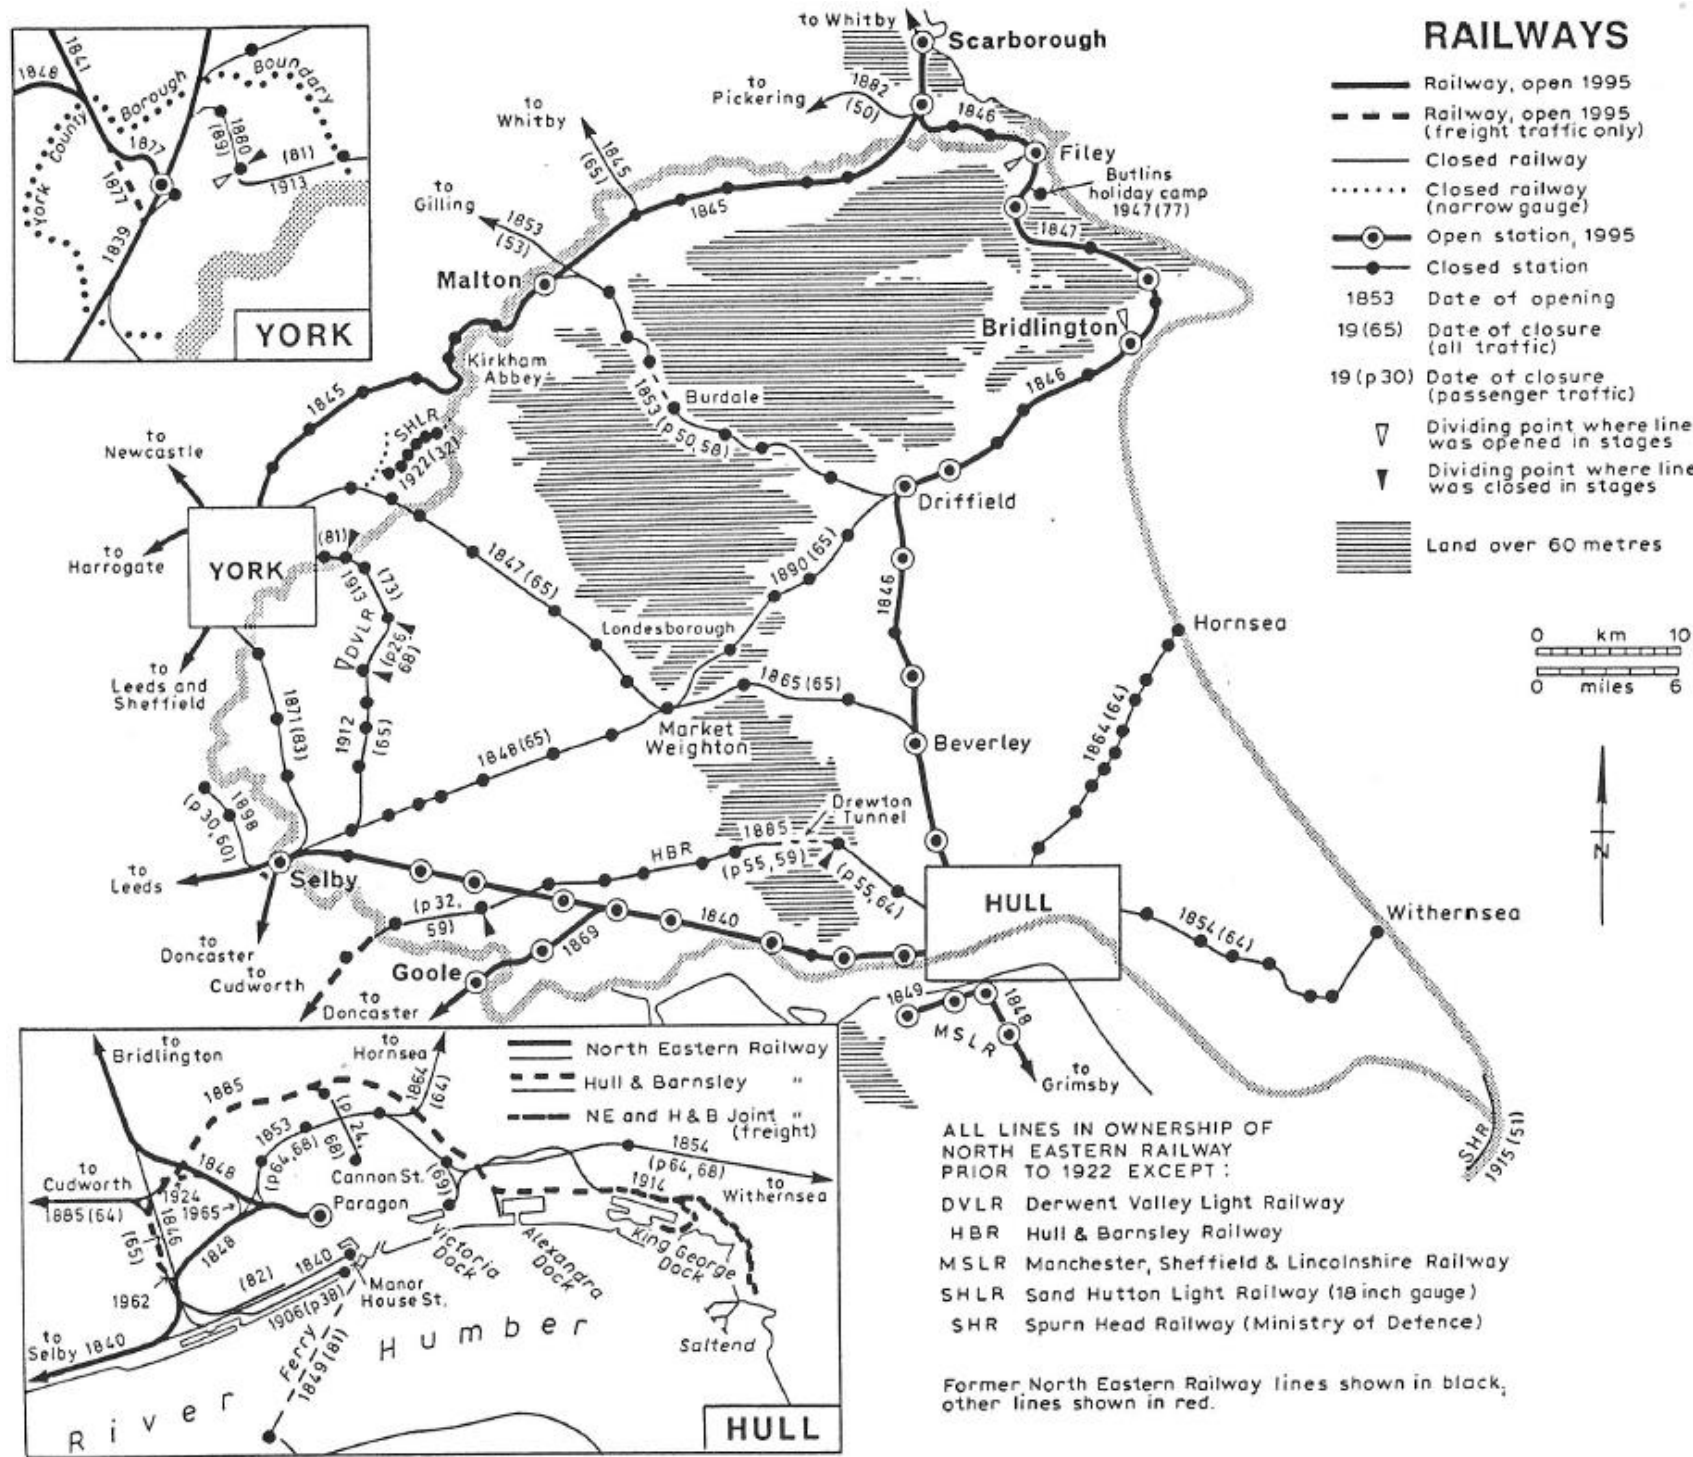 RAILWAYS
Railway, open 1995
Railway, open 1995
(freight traffic only)
Closed railway
Closed railway
(narrow gauge)
Open station, 1995
Closed station
1853 Date of opening
19(65) Date of closure
(all traffic)
19(p30) Date of closure
(passenger traffic)
Dividing point where line
was opened in stages
Dividing point where line
was closed in stages
Land over 60 metres
0 km 10
0 miles 6
N
1841
1848
York County Borough Boundary
1877
1877
1839
1880
(89)
(81)
1913
YORK
to Whitby
Scarborough
to
Pickering
1882
(50)
1846
Filey
Butlins
holiday camp
1947(77)
1847
to
Whitby
1845
(65)
1845
to
Gilling
1853
(53)
Malton
Bridlington
Kirkham
Abbey
1845
Burdale
1853(p50,58)
1846
SHLR
1922(32)
to
Newcastle
to
Harrogate
YORK
to
Leeds and
Sheffield
(81)
1913
(73)
DVLR
(p26,
68)
1912
(65)
1871(83)
1847(65)
Londesborough
1890(65)
Driffield
1846
Hornsea
1864(64)
1865(65)
Market
Weighton
1848(65)
Beverley
Drewton
Tunnel
1898
(p30,60)
to
Leeds
Selby
to
Doncaster
to
Cudworth
HBR
1885
(p55,59)
(p55,64)
(p32,
59)
1840
1869
Goole
to
Doncaster
HULL
1854(64)
Withernsea
1849
1848
MSLR
to
Grimsby
SHR
1915(51)
to
Bridlington
to
Hornsea
North Eastern Railway
Hull & Barnsley "
NE and H & B Joint "
(freight)
1885
1864
(64)
1853
(p64,68)
(p24,
68)
Cannon St.
1848
to
Cudworth
1885(64)
1924
1965
1846
(65)
Paragon
(69)
1854
(p64,68)
to
Withernsea
1914
1848
1840
(82)
1962
Manor
House St.
1906(p38)
Victoria
Dock
Alexandra
Dock
King George
Dock
Ferry
1849(81)
to
Selby 1840
River Humber
Saltend
HULL
ALL LINES IN OWNERSHIP OF
NORTH EASTERN RAILWAY
PRIOR TO 1922 EXCEPT :
DVLR Derwent Valley Light Railway
HBR Hull & Barnsley Railway
MSLR Manchester, Sheffield & Lincolnshire Railway
SHLR Sand Hutton Light Railway (18 inch gauge)
SHR Spurn Head Railway (Ministry of Defence)
Former North Eastern Railway lines shown in black;
other lines shown in red.